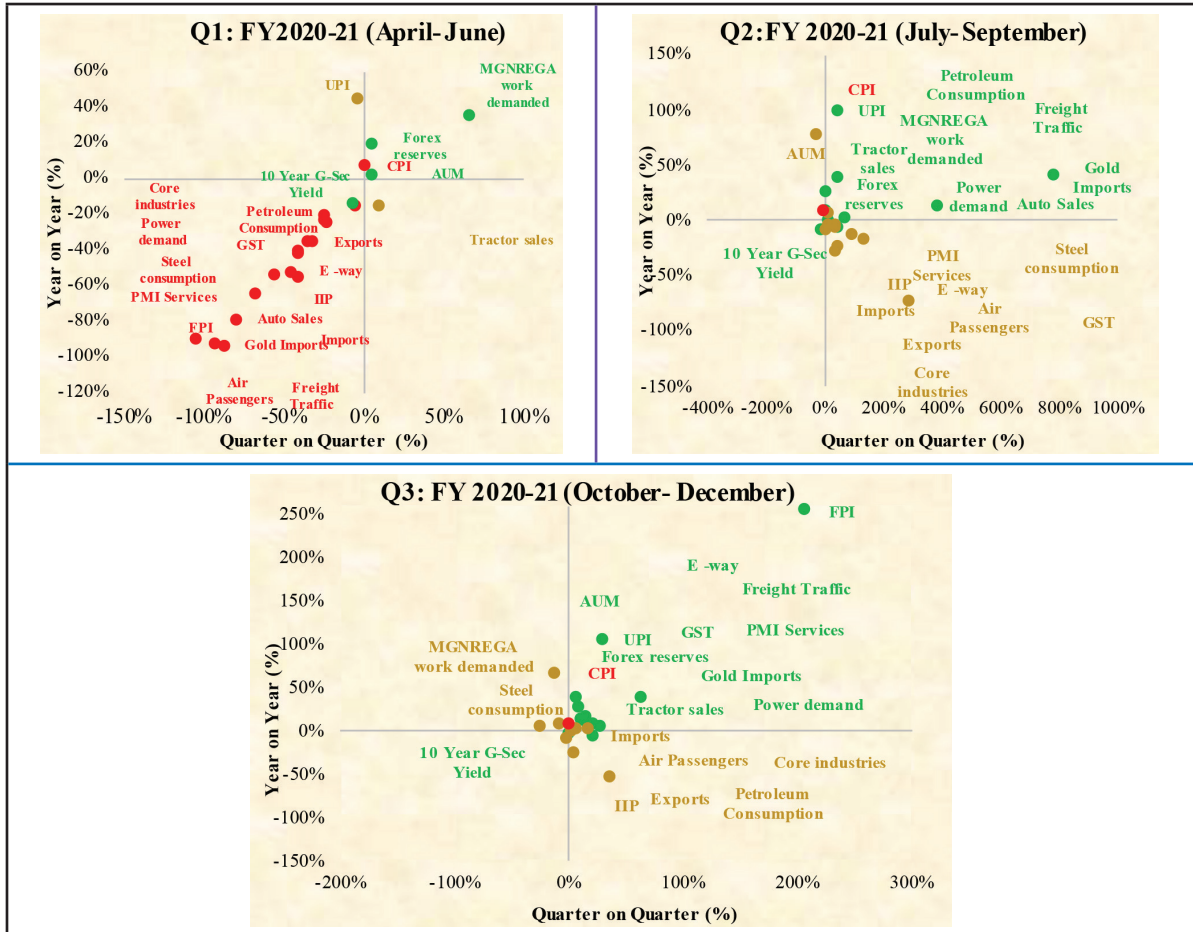 Q1: FY2020-21 (April- June)
60%
40%
20%
0%
-20%
-40%
-60%
-80%
-100%
-120%
Year on Year (%)
UPI
MGNREGA
work
demanded
Forex
reserves
CPI
AUM
10 Year G-Sec
Yield
Core
industries
Power
demand
Petroleum
Consumption
GST
Exports
Tractor sales
Steel
consumption
PMI Services
E -way
IIP
FPI
Auto Sales
Gold Imports
Imports
Air
Passengers
Freight
Traffic
-150%
-100%
-50%
0%
50%
100%
Quarter on Quarter (%)
Q2:FY 2020-21 (July- September)
150%
100%
50%
0%
-50%
-100%
-150%
Year on Year (%)
CPI
UPI
Petroleum
Consumption
Freight
Traffic
MGNREGA
work
demanded
AUM
Tractor
sales
Forex
reserves
Power
demand
Gold
Imports
Auto Sales
10 Year G-Sec
Yield
PMI
Services
Steel
consumption
IIP
E -way
Imports
Air
Passengers
GST
Exports
Core
industries
-400%
-200%
0%
200%
400%
600%
800%
1000%
Quarter on Quarter (%)
Q3: FY 2020-21 (October- December)
250%
200%
150%
100%
50%
0%
-50%
-100%
-150%
Year on Year (%)
FPI
E -way
Freight Traffic
AUM
UPI
GST
PMI Services
MGNREGA
work demanded
Forex reserves
CPI
Gold Imports
Steel
consumption
Tractor sales
Power demand
Imports
10 Year G-Sec
Yield
Air Passengers
Core industries
IIP
Exports
Petroleum
Consumption
-200%
-100%
0%
100%
200%
300%
Quarter on Quarter (%)